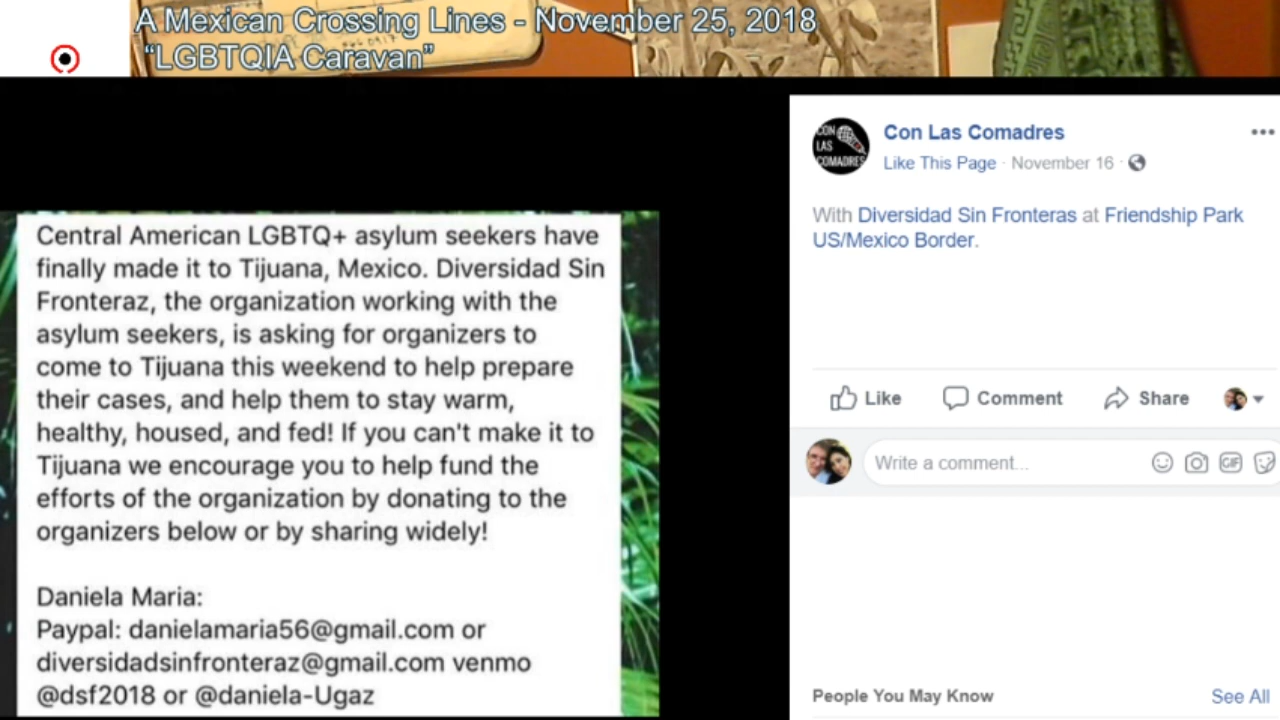 A Mexican Crossing Lines - November 25, 2018
“LGBTQIA Caravan”
Central American LGBTQ+ asylum seekers have
finally made it to Tijuana, Mexico. Diversidad Sin
Fronteraz, the organization working with the
asylum seekers, is asking for organizers to
come to Tijuana this weekend to help prepare
their cases, and help them to stay warm,
healthy, housed, and fed! If you can't make it to
Tijuana we encourage you to help fund the
efforts of the organization by donating to the
organizers below or by sharing widely!
Daniela Maria:
Paypal: danielamaria56@gmail.com or
diversidadsinfronteraz@gmail.com venmo
@dsf2018 or @daniela-Ugaz
CON
LAS
COMADRES
Con Las Comadres
Like This Page · November 16 ·
With Diversidad Sin Fronteras at Friendship Park
US/Mexico Border.
Like Comment Share
Write a comment...
GIF
People You May Know See All